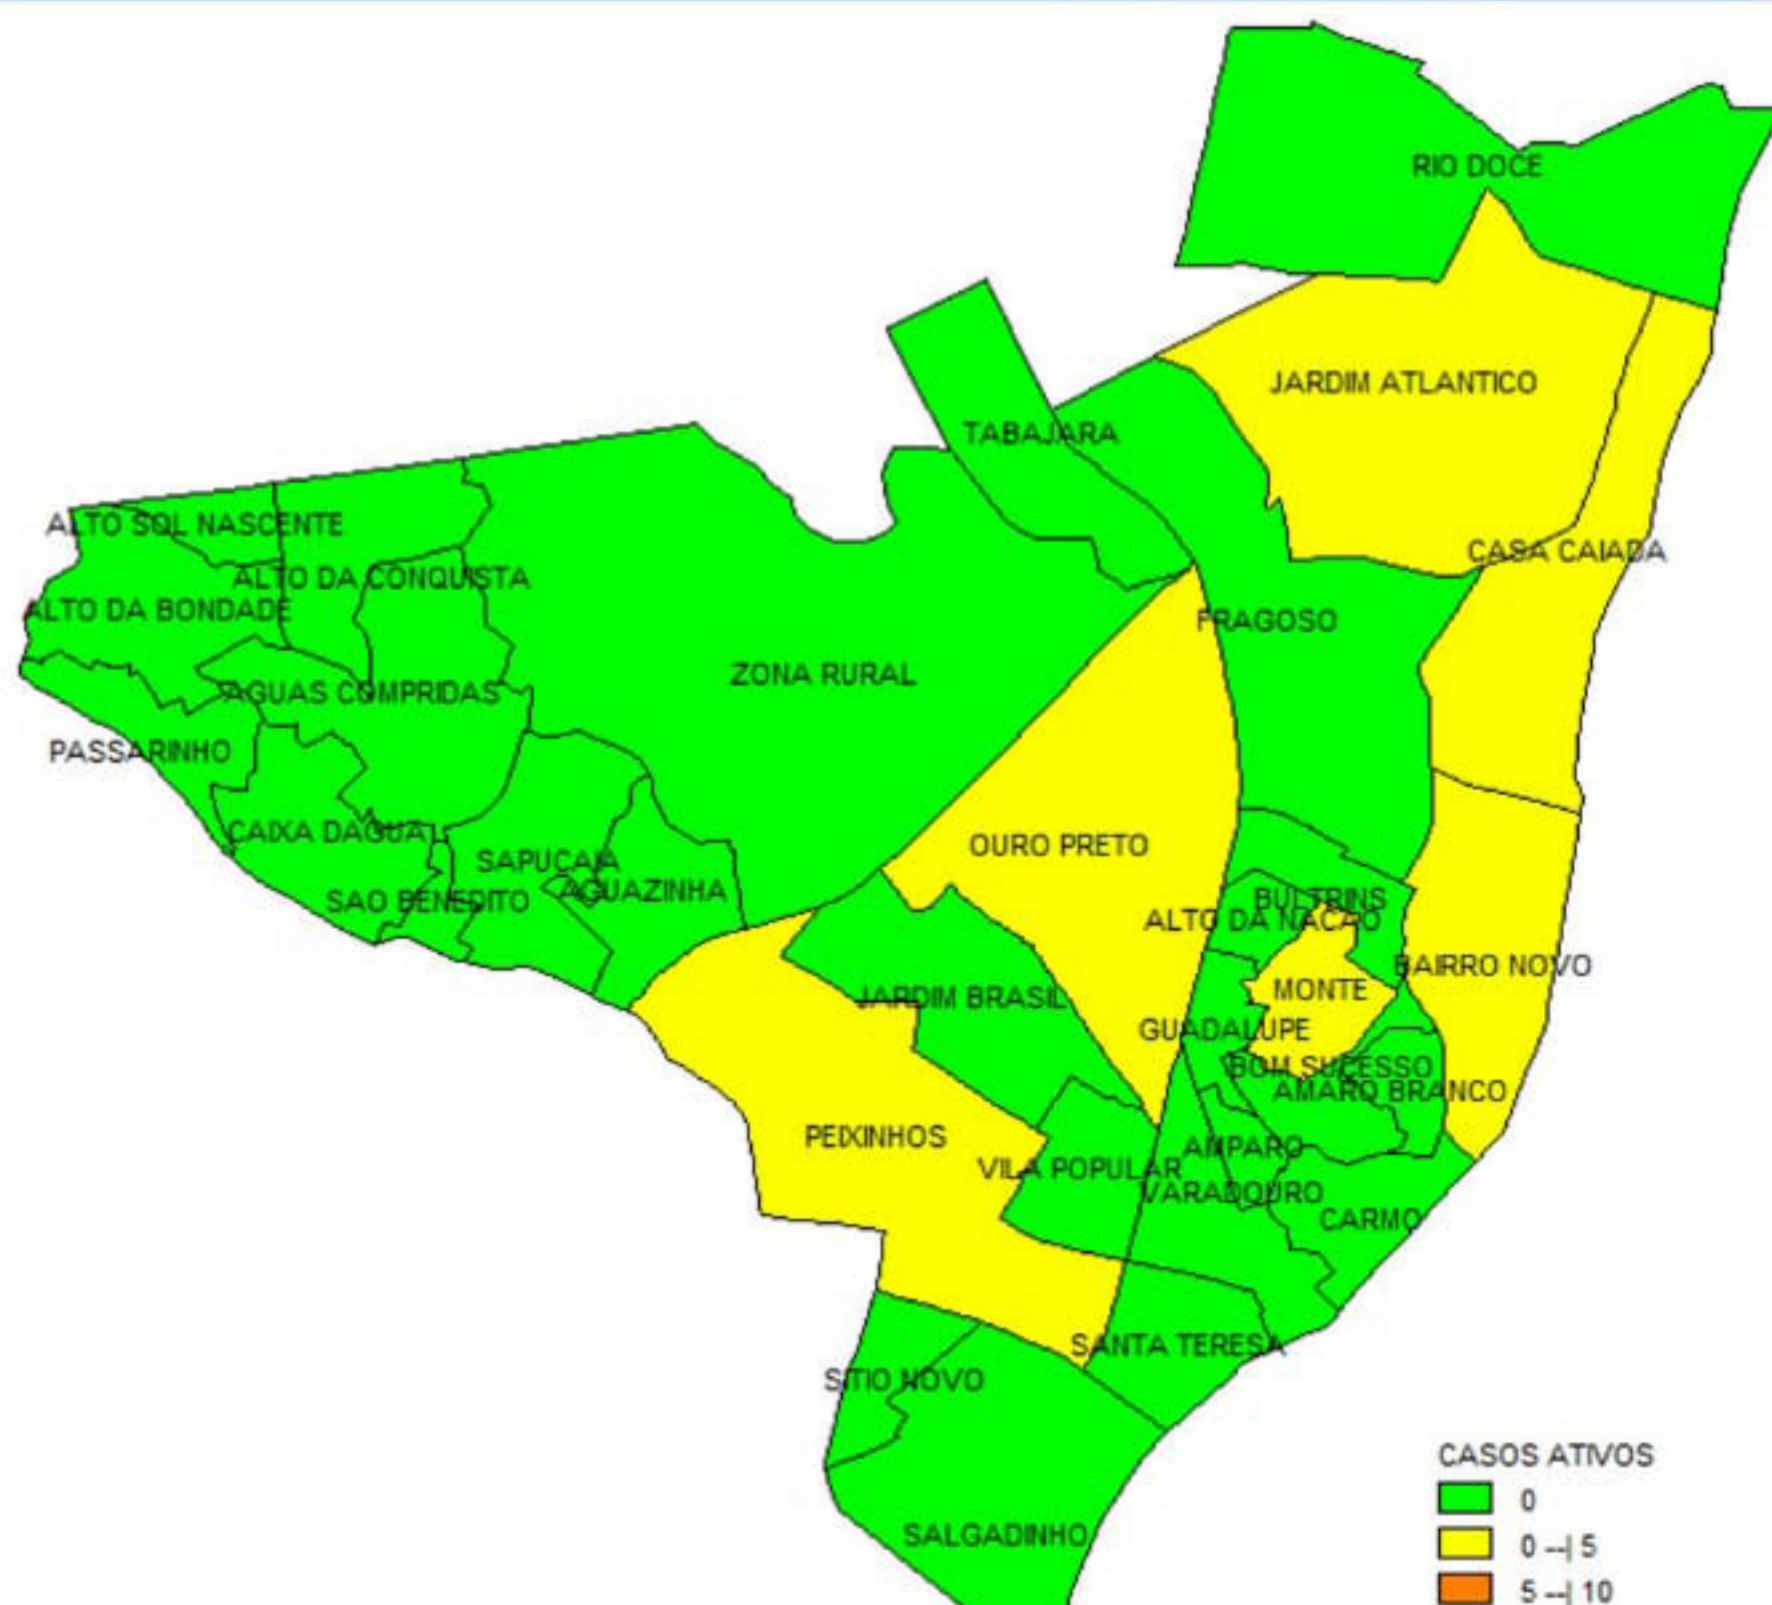 RIO DOCE
JARDIM ATLANTICO
TABAJARA
ALTO SOL NASCENTE
CASA CAIADA
ALTO DA CONQUISTA
ALTO DA BONDADE
FRAGOSO
ZONA RURAL
AGUAS COMPRIDAS
PASSARINHO
CAIXA DAGUA
OURO PRETO
SAPUCAIA
AGUAZINHA
SAO BENEDITO
BULTRINS
ALTO DA NACAO
BAIRRO NOVO
MONTE
JARDIM BRASIL
GUADALUPE
BOM SUCESSO
AMARO BRANCO
PEIXINHOS
AMPARO
VILA POPULAR
VARADOURO
CARMO
SANTA TERESA
SITIO NOVO
SALGADINHO
CASOS ATIVOS
0
0 --| 5
5 --| 10